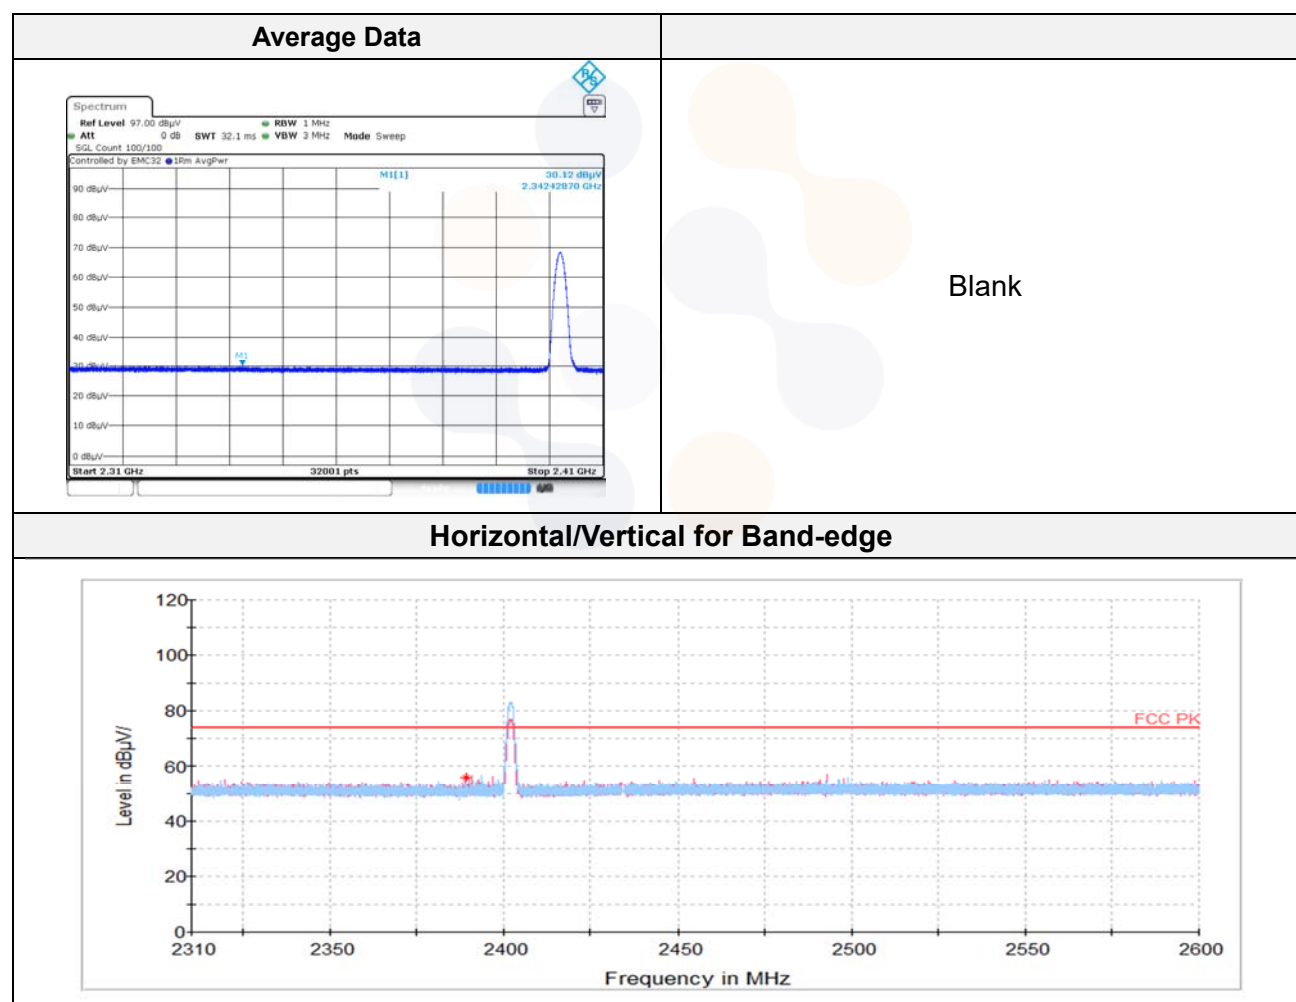 Average Data
R&S
Spectrum
Ref Level 97.00 dBµV RBW 1 MHz
Att 0 dB SWT 32.1 ms VBW 3 MHz Mode Sweep
SGL Count 100/100
Controlled by EMC32 1Rm AvgPwr
M1[1] 30.12 dBµV
2.34242870 GHz
90 dBµV
80 dBµV
70 dBµV
60 dBµV
50 dBµV
40 dBµV
M1
30 dBµV
20 dBµV
10 dBµV
0 dBµV
Start 2.31 GHz 32001 pts Stop 2.41 GHz
Blank
Horizontal/Vertical for Band-edge
120
100
80
60
40
20
0
Level in dBµV/
FCC PK
2310 2350 2400 2450 2500 2550 2600
Frequency in MHz